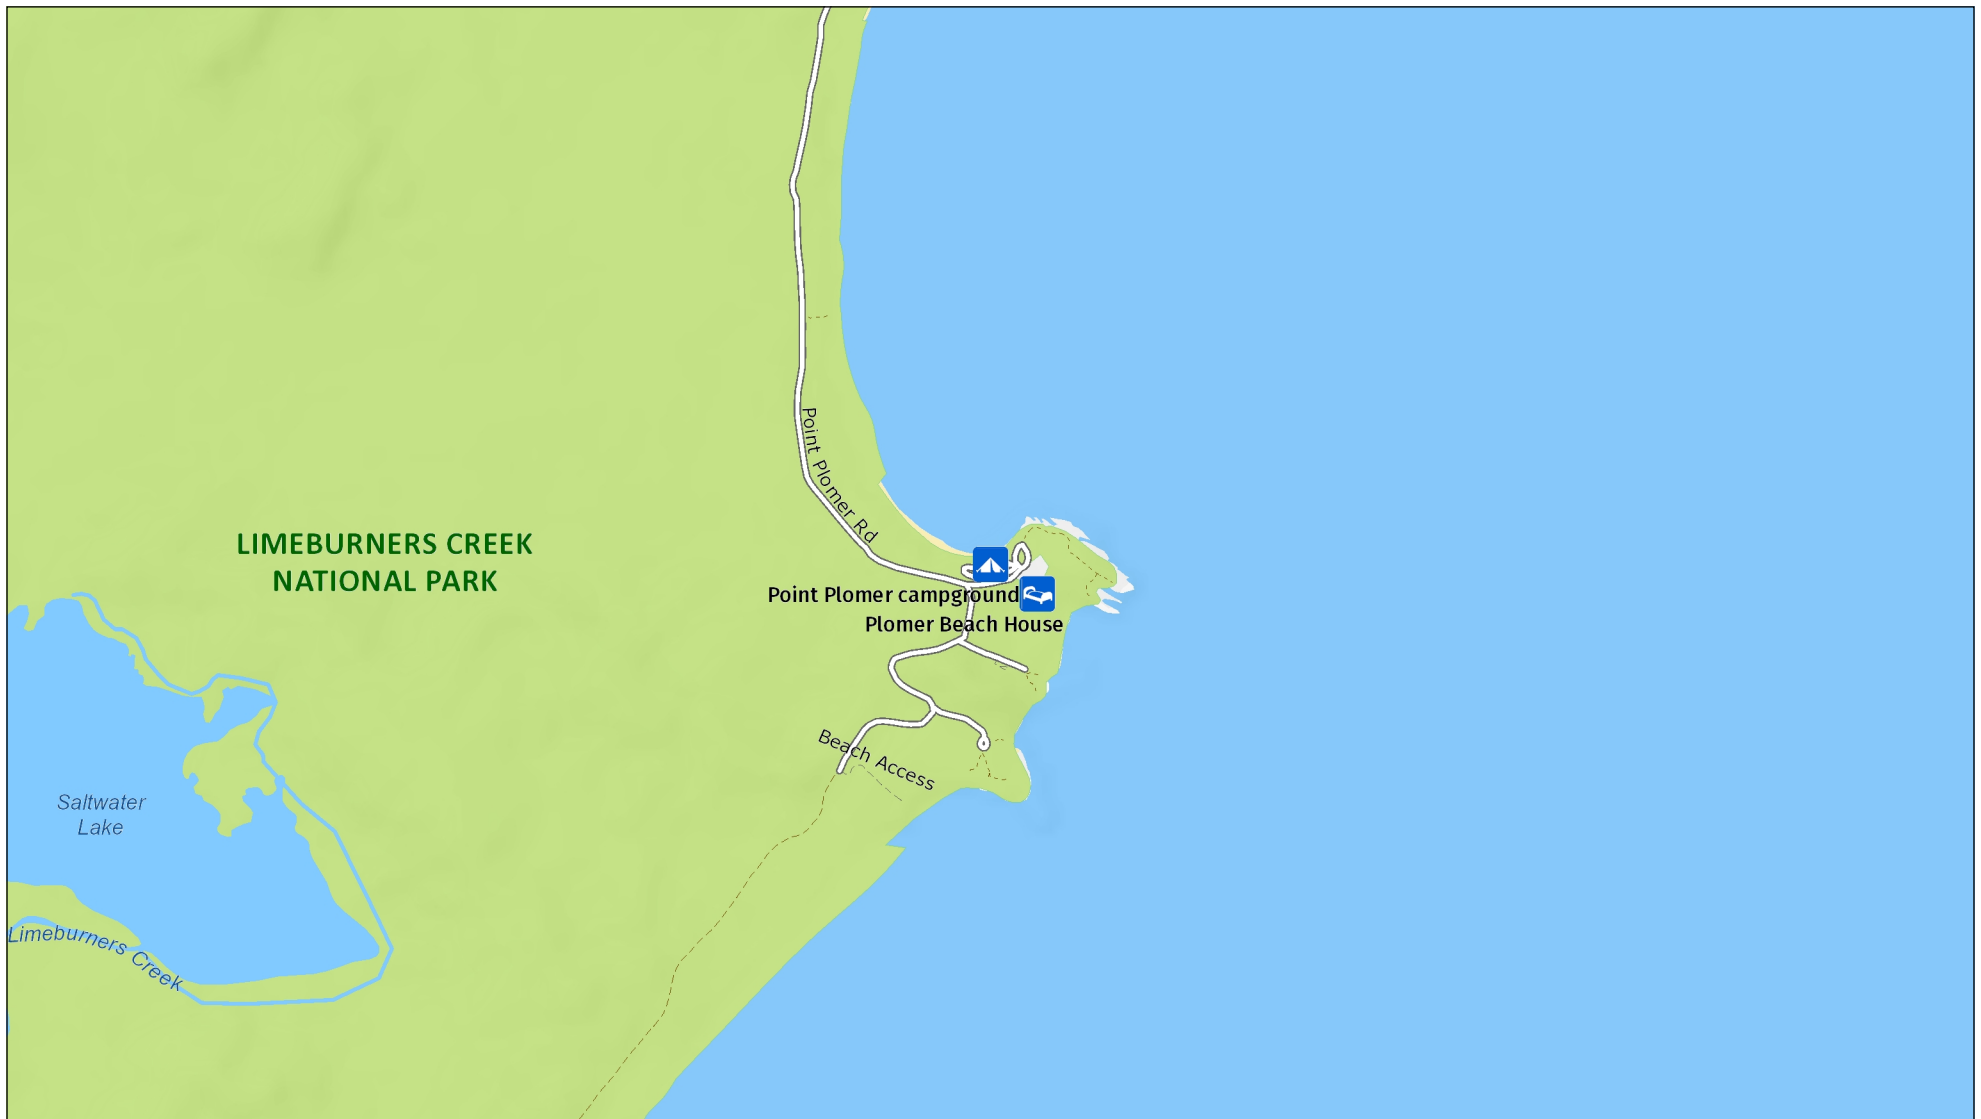 Point Plomer Rd
LIMEBURNERS CREEK
NATIONAL PARK
Point Plomer campground
Plomer Beach House
Beach Access
Saltwater
Lake
Limeburners Creek